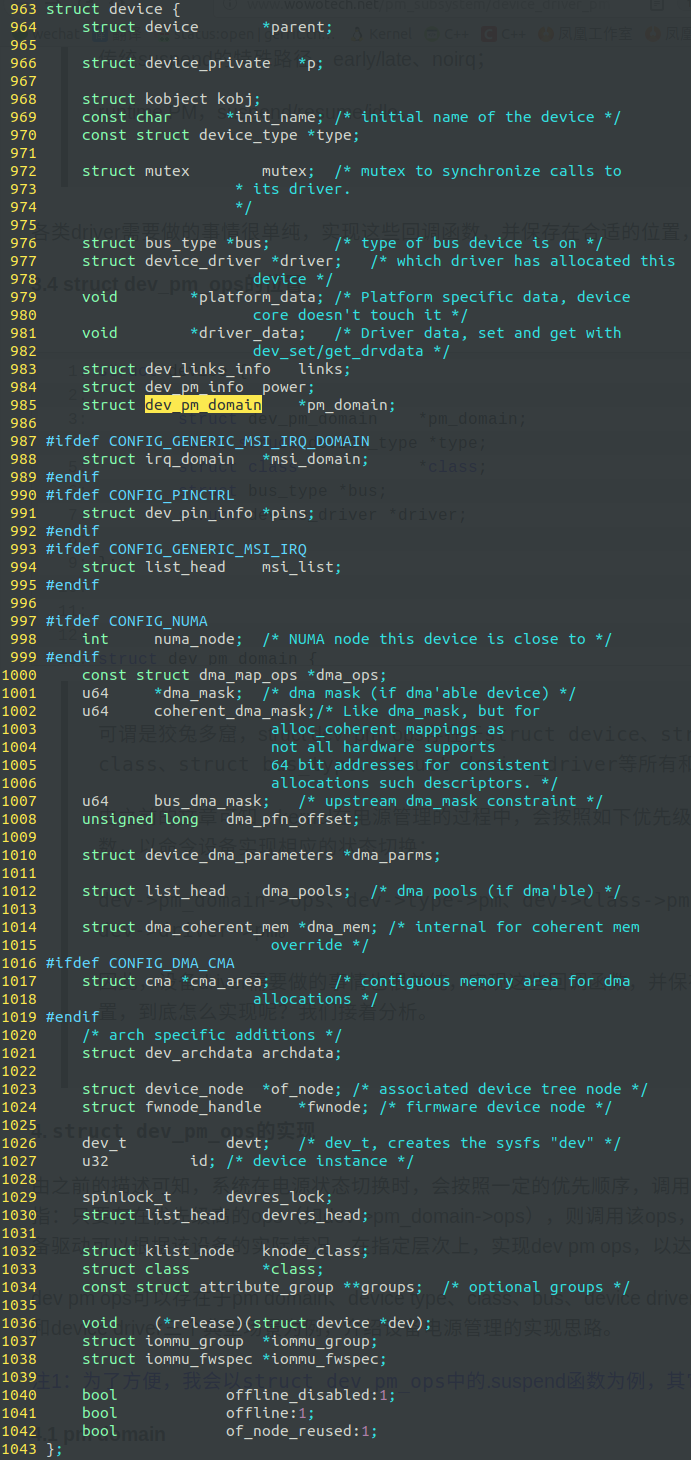 963 struct device {
964     struct device       *parent;
965
966     struct device_private   *p;
967
968     struct kobject kobj;
969     const char      *init_name; /* initial name of the device */
970     const struct device_type *type;
971
972     struct mutex        mutex;  /* mutex to synchronize calls to
973                      * its driver.
974                      */
975
976     struct bus_type *bus;       /* type of bus device is on */
977     struct device_driver *driver;   /* which driver has allocated this
978                        device */
979     void        *platform_data; /* Platform specific data, device
980                        core doesn't touch it */
981     void        *driver_data;   /* Driver data, set and get with
982                        dev_set/get_drvdata */
983     struct dev_links_info   links;
984     struct dev_pm_info  power;
985     struct dev_pm_domain    *pm_domain;
986
987 #ifdef CONFIG_GENERIC_MSI_IRQ_DOMAIN
988     struct irq_domain   *msi_domain;
989 #endif
990 #ifdef CONFIG_PINCTRL
991     struct dev_pin_info *pins;
992 #endif
993 #ifdef CONFIG_GENERIC_MSI_IRQ
994     struct list_head    msi_list;
995 #endif
996
997 #ifdef CONFIG_NUMA
998     int     numa_node;  /* NUMA node this device is close to */
999 #endif
1000     const struct dma_map_ops *dma_ops;
1001     u64     *dma_mask;  /* dma mask (if dma'able device) */
1002     u64     coherent_dma_mask;/* Like dma_mask, but for
1003                          alloc_coherent mappings as
1004                          not all hardware supports
1005                          64 bit addresses for consistent
1006                          allocations such descriptors. */
1007     u64     bus_dma_mask;   /* upstream dma_mask constraint */
1008     unsigned long   dma_pfn_offset;
1009
1010     struct device_dma_parameters *dma_parms;
1011
1012     struct list_head    dma_pools;  /* dma pools (if dma'ble) */
1013
1014     struct dma_coherent_mem *dma_mem; /* internal for coherent mem
1015                          override */
1016 #ifdef CONFIG_DMA_CMA
1017     struct cma *cma_area;       /* contiguous memory area for dma
1018                        allocations */
1019 #endif
1020     /* arch specific additions */
1021     struct dev_archdata archdata;
1022
1023     struct device_node  *of_node; /* associated device tree node */
1024     struct fwnode_handle    *fwnode; /* firmware device node */
1025
1026     dev_t           devt;   /* dev_t, creates the sysfs "dev" */
1027     u32         id; /* device instance */
1028
1029     spinlock_t      devres_lock;
1030     struct list_head    devres_head;
1031
1032     struct klist_node   knode_class;
1033     struct class        *class;
1034     const struct attribute_group **groups;  /* optional groups */
1035
1036     void    (*release)(struct device *dev);
1037     struct iommu_group  *iommu_group;
1038     struct iommu_fwspec *iommu_fwspec;
1039
1040     bool            offline_disabled:1;
1041     bool            offline:1;
1042     bool            of_node_reused:1;
1043 };